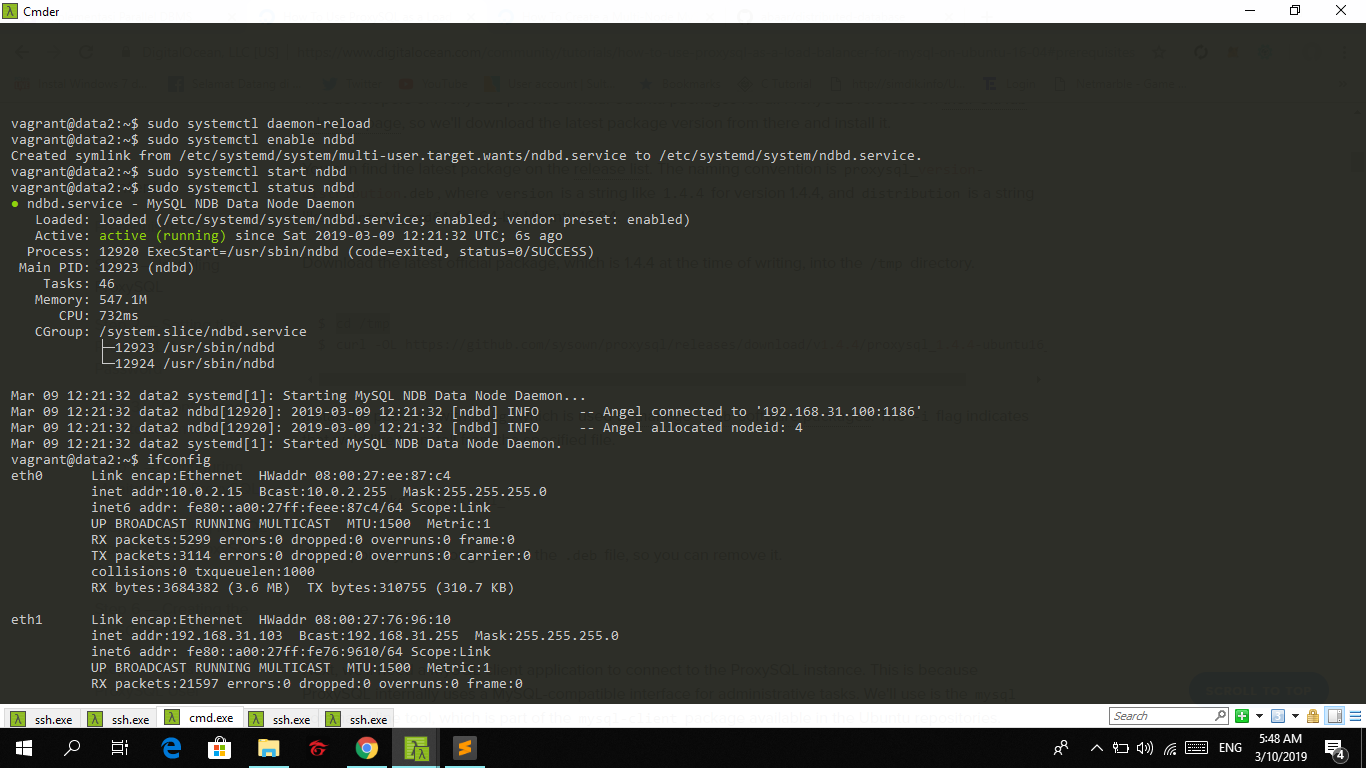 Cmder
vagrant@data2:~$ sudo systemctl daemon-reload
vagrant@data2:~$ sudo systemctl enable ndbd
Created symlink from /etc/systemd/system/multi-user.target.wants/ndbd.service to /etc/systemd/system/ndbd.service.
vagrant@data2:~$ sudo systemctl start ndbd
vagrant@data2:~$ sudo systemctl status ndbd
● ndbd.service - MySQL NDB Data Node Daemon
   Loaded: loaded (/etc/systemd/system/ndbd.service; enabled; vendor preset: enabled)
   Active: active (running) since Sat 2019-03-09 12:21:32 UTC; 6s ago
  Process: 12920 ExecStart=/usr/sbin/ndbd (code=exited, status=0/SUCCESS)
 Main PID: 12923 (ndbd)
    Tasks: 46
   Memory: 547.1M
      CPU: 732ms
   CGroup: /system.slice/ndbd.service
           ├─12923 /usr/sbin/ndbd
           └─12924 /usr/sbin/ndbd
Mar 09 12:21:32 data2 systemd[1]: Starting MySQL NDB Data Node Daemon...
Mar 09 12:21:32 data2 ndbd[12920]: 2019-03-09 12:21:32 [ndbd] INFO     -- Angel connected to '192.168.31.100:1186'
Mar 09 12:21:32 data2 ndbd[12920]: 2019-03-09 12:21:32 [ndbd] INFO     -- Angel allocated nodeid: 4
Mar 09 12:21:32 data2 systemd[1]: Started MySQL NDB Data Node Daemon.
vagrant@data2:~$ ifconfig
eth0      Link encap:Ethernet  HWaddr 08:00:27:ee:87:c4
          inet addr:10.0.2.15  Bcast:10.0.2.255  Mask:255.255.255.0
          inet6 addr: fe80::a00:27ff:feee:87c4/64 Scope:Link
          UP BROADCAST RUNNING MULTICAST  MTU:1500  Metric:1
          RX packets:5299 errors:0 dropped:0 overruns:0 frame:0
          TX packets:3114 errors:0 dropped:0 overruns:0 carrier:0
          collisions:0 txqueuelen:1000
          RX bytes:3684382 (3.6 MB)  TX bytes:310755 (310.7 KB)
eth1      Link encap:Ethernet  HWaddr 08:00:27:76:96:10
          inet addr:192.168.31.103  Bcast:192.168.31.255  Mask:255.255.255.0
          inet6 addr: fe80::a00:27ff:fe76:9610/64 Scope:Link
          UP BROADCAST RUNNING MULTICAST  MTU:1500  Metric:1
          RX packets:21597 errors:0 dropped:0 overruns:0 frame:0
ssh.exe ssh.exe cmd.exe ssh.exe ssh.exe Search
ENG 5:48 AM
3/10/2019 4